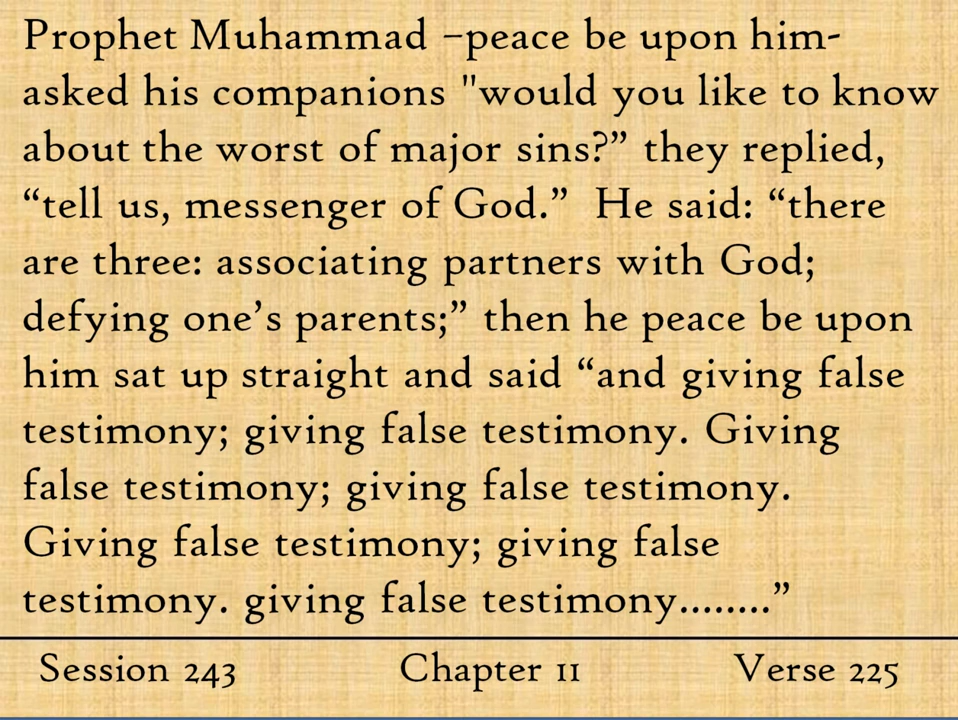 Prophet Muhammad –peace be upon him-
asked his companions "would you like to know
about the worst of major sins?” they replied,
“tell us, messenger of God.”  He said: “there
are three: associating partners with God;
defying one’s parents;” then he peace be upon
him sat up straight and said “and giving false
testimony; giving false testimony. Giving
false testimony; giving false testimony.
Giving false testimony; giving false
testimony. giving false testimony........”
Session 243 Chapter 11 Verse 225